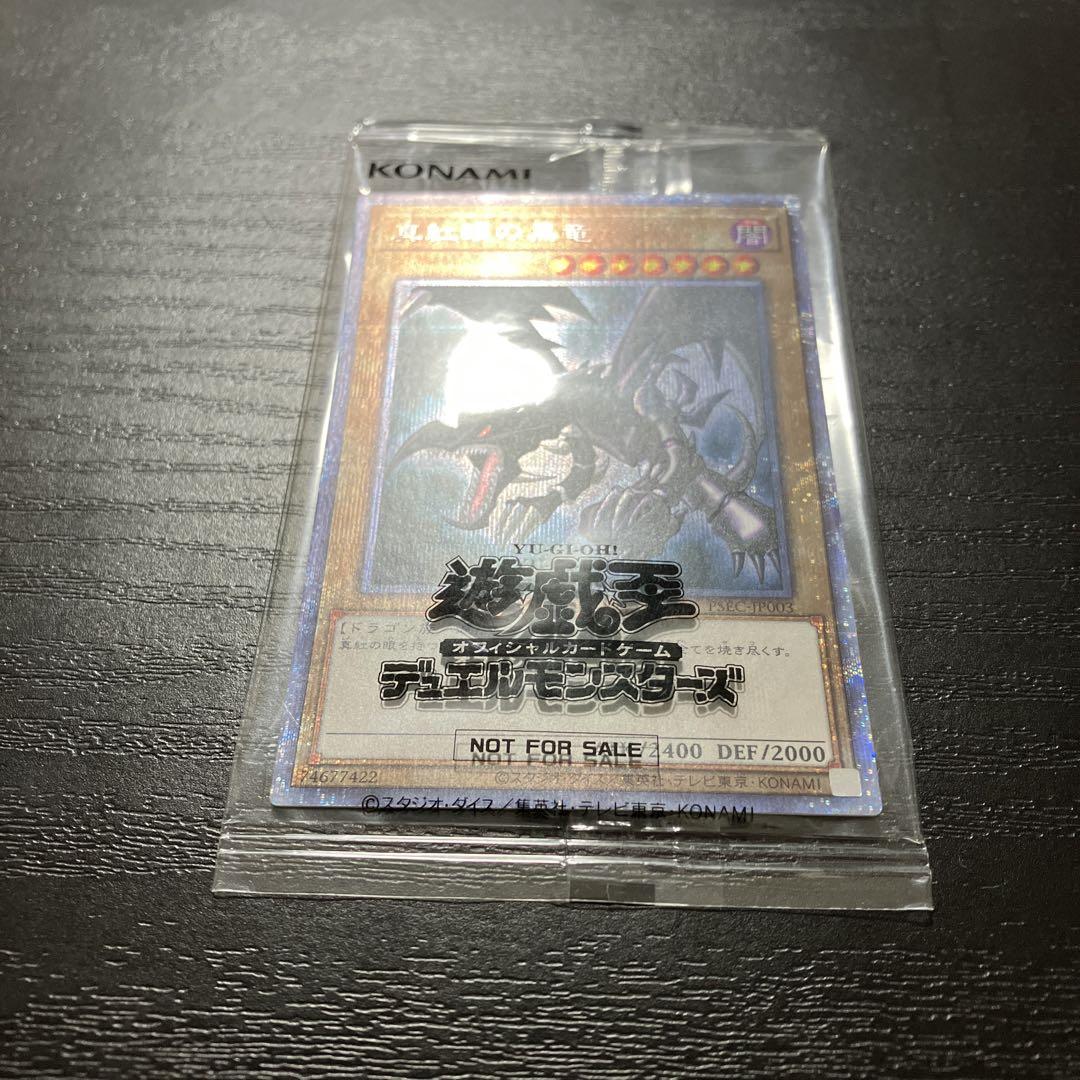 KONAMI
真紅眼の黒竜
闇
YU-GI-OH!
遊戯王
PSEC-JP003
オフィシャルカードゲーム
【ドラゴン族
真紅の眼を持つ てを焼き尽くす。
デュエルモンスターズ
NOT FOR SALE
/2400 DEF/2000
74677422
©スタジオ・ダイス/集英社・テレビ東京・KONAMI
©スタジオ・ダイス/集英社・テレビ東京・KONAMI